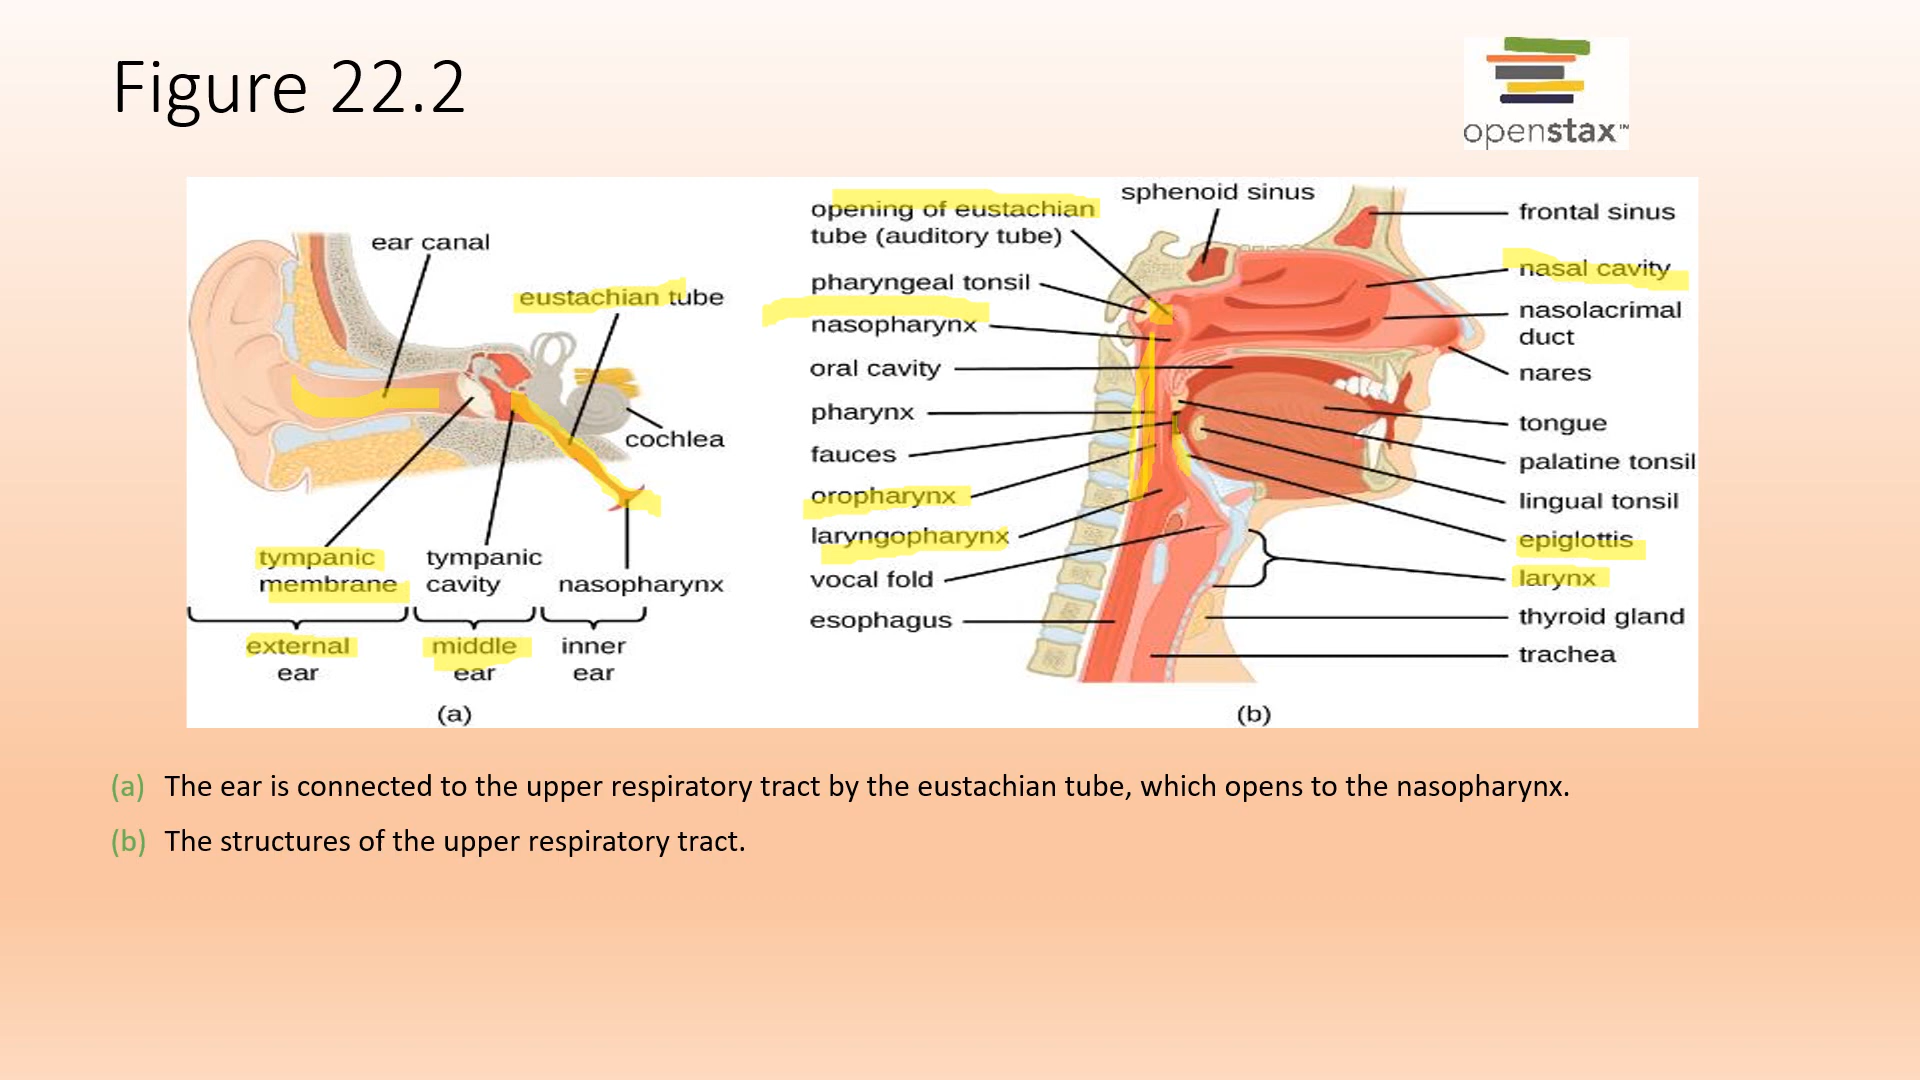 Figure 22.2
openstax™
ear canal
eustachian tube
cochlea
tympanic
membrane
tympanic
cavity
nasopharynx
external
ear
middle
ear
inner
ear
(a)
opening of eustachian
tube (auditory tube)
pharyngeal tonsil
nasopharynx
oral cavity
pharynx
fauces
oropharynx
laryngopharynx
vocal fold
esophagus
sphenoid sinus
frontal sinus
nasal cavity
nasolacrimal
duct
nares
tongue
palatine tonsil
lingual tonsil
epiglottis
larynx
thyroid gland
trachea
(b)
(a) The ear is connected to the upper respiratory tract by the eustachian tube, which opens to the nasopharynx.
(b) The structures of the upper respiratory tract.